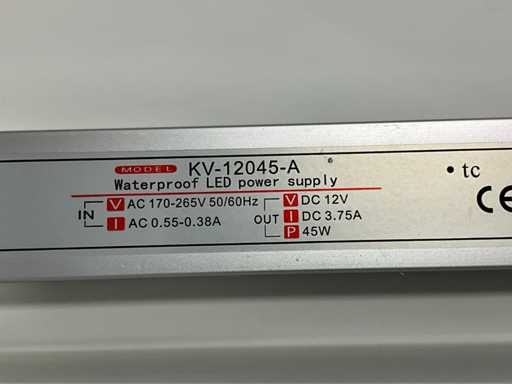 MODEL KV-12045-A
Waterproof LED power supply
• tc
CE
IN V AC 170-265V 50/60Hz
I AC 0.55-0.38A
OUT V DC 12V
I DC 3.75A
P 45W